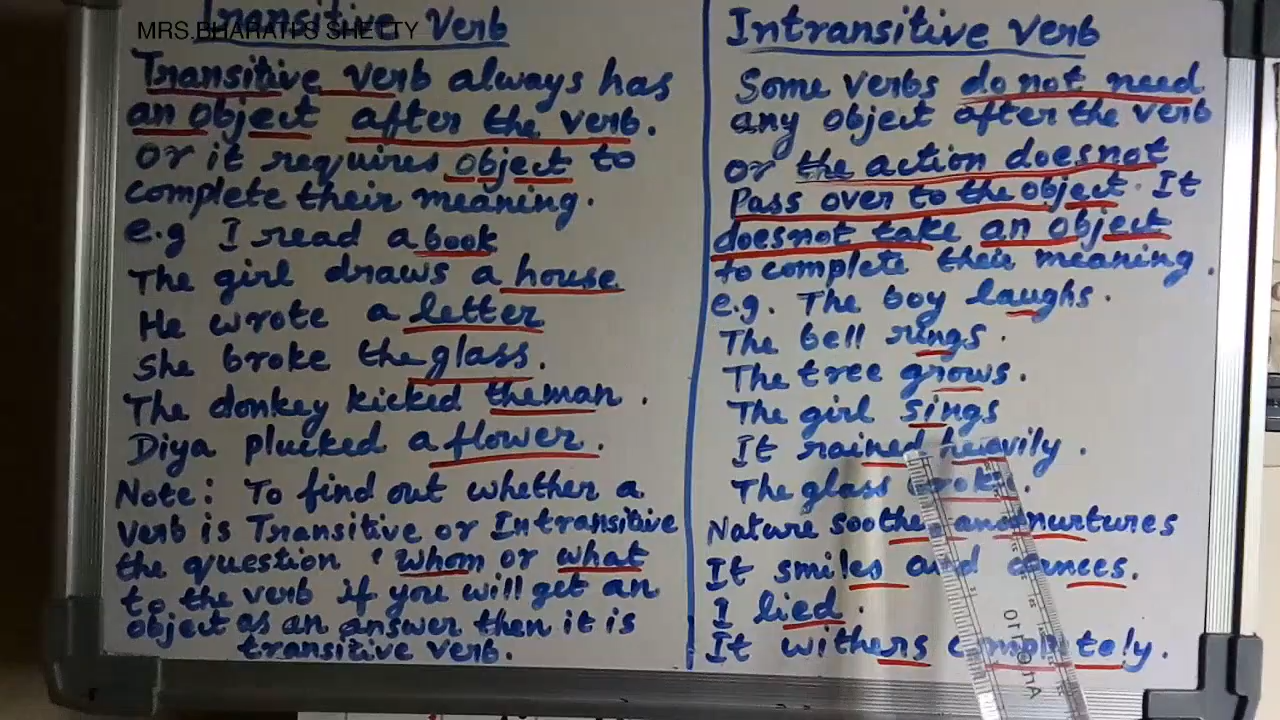 MRS.BHARATI'S SHETTY
Transitive Verb
Transitive verb always has
an object after the verb.
or it requires object to
complete their meaning.
e.g I read a book
The girl draws a house
He wrote a letter
She broke the glass.
The donkey kicked theman.
Diya plucked a flower.
Note: To find out whether a
verb is Transitive or Intransitive
the question 'whom or what
to the verb if you will get an
object as an answer then it is
transitive verb.
Intransitive verb
Some verbs do not need
any object after the verb
or the action doesnot
Pass over to the object. It
doesnot take an object
to complete their meaning.
e.g. The boy laughs.
The bell rings.
The tree grows.
The girl sings
It rained heavily.
The glass broke.
Nature soothes and nurtures
It smiles and dances.
I lied.
It withers completely.